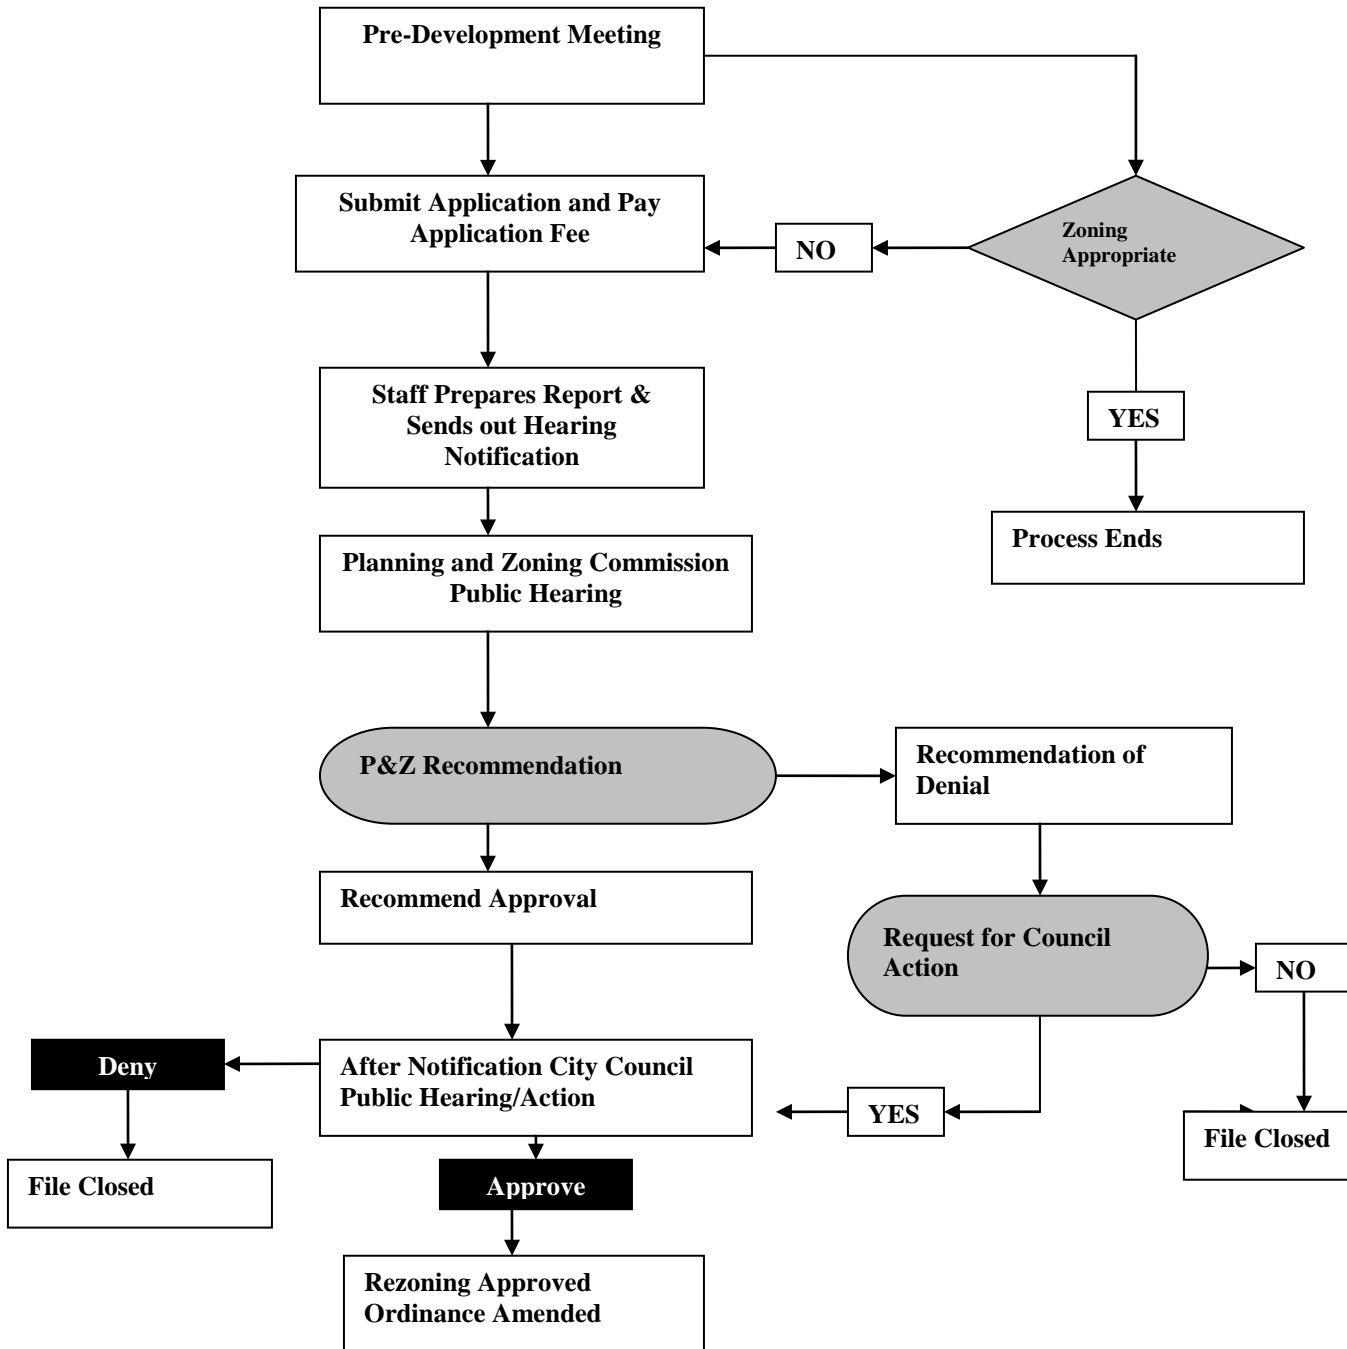 Pre-Development Meeting
Submit Application and Pay
Application Fee
NO
Zoning
Appropriate
YES
Process Ends
Staff Prepares Report &
Sends out Hearing
Notification
Planning and Zoning Commission
Public Hearing
P&Z Recommendation
Recommendation of
Denial
Recommend Approval
Request for Council
Action
NO
Deny
After Notification City Council
Public Hearing/Action
YES
File Closed
File Closed
Approve
Rezoning Approved
Ordinance Amended